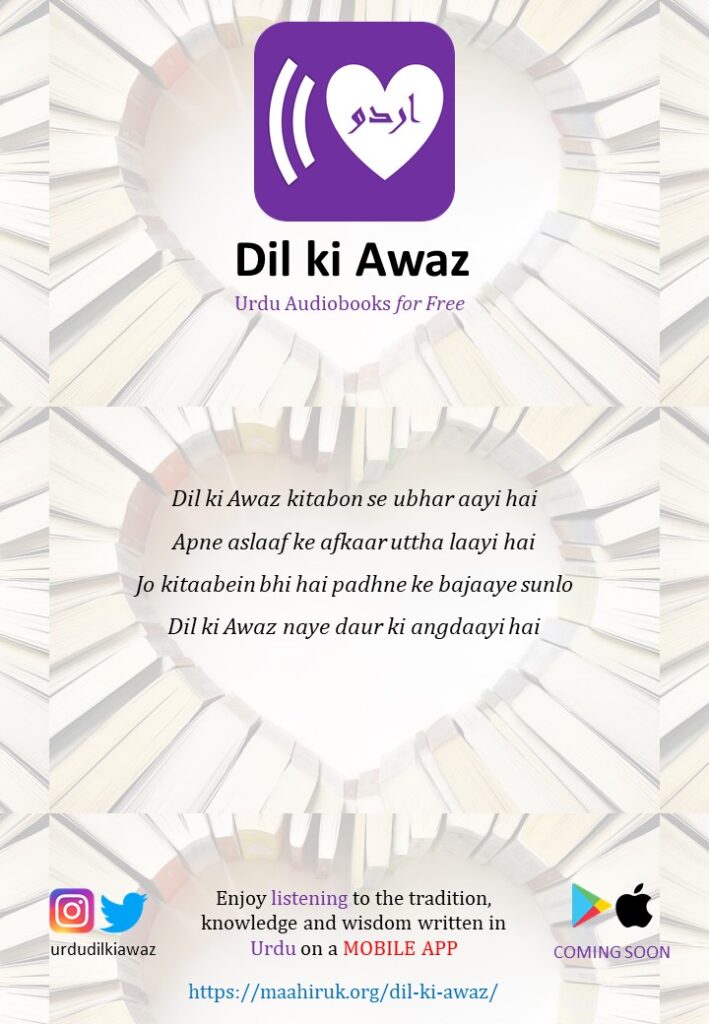 اردو
Dil ki Awaz
Urdu Audiobooks for Free
Dil ki Awaz kitabon se ubhar aayi hai
Apne aslaaf ke afkaar uttha laayi hai
Jo kitaabein bhi hai padhne ke bajaaye sunlo
Dil ki Awaz naye daur ki angdaayi hai
urdudilkiawaz
Enjoy listening to the tradition,
knowledge and wisdom written in
Urdu on a MOBILE APP
COMING SOON
https://maahiruk.org/dil-ki-awaz/